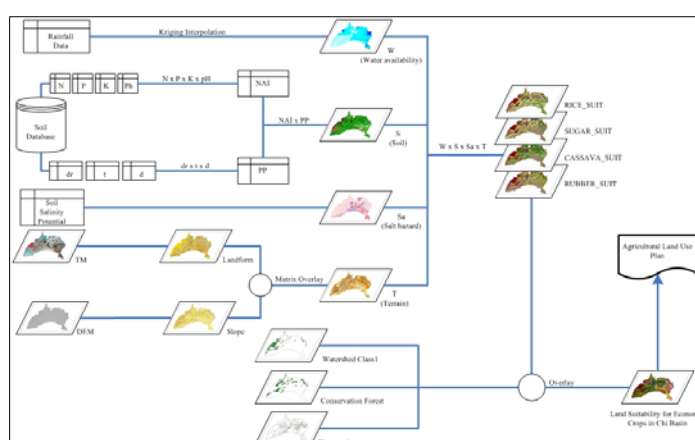 Rainfall
Data
Kriging Interpolation
W
(Water availability)
N
P
K
Ph
N x P x K x pH
NAI
Soil
Database
NAI x PP
S
(Soil)
dr
t
d
dr x t x d
PP
W x S x Sa x T
RICE_SUIT
SUGAR_SUIT
CASSAVA_SUIT
RUBBER_SUIT
Soil
Salinity
Potential
Sa
(Salt hazard)
TM
Landform
Matrix Overlay
T
(Terrain)
DEM
Slope
Agricultural Land Use
Plan
Watershed Class1
Conservation Forest
Overlay
Land Suitability for Econom
Crops in Chi Basin